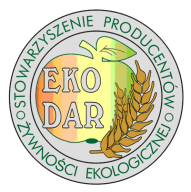 STOWARZYSZENIE PRODUCENTÓW
ŻYWNOŚCI EKOLOGICZNEJ
EKO
DAR